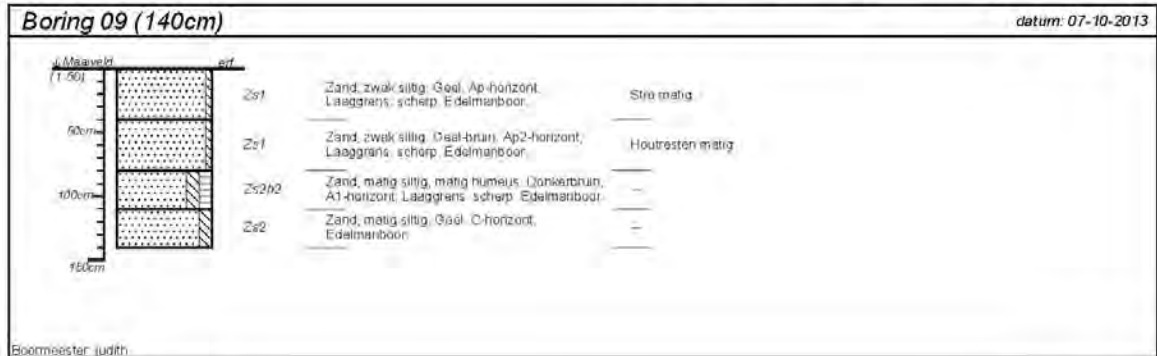 Boring 09 (140cm)
datum: 07-10-2013
Maaiveld
erf
(1:50)
Zs1
Zand, zwak siltig, Geel, Ap-horizont,
Laaggrens: scherp. Edelmanboor.
Stro matig
50cm
Zs1
Zand, zwak siltig, Geel-bruin, Ap2-horizont,
Laaggrens: scherp. Edelmanboor.
Houtresten matig
100cm
Zs2h2
Zand, matig siltig, matig humeus, Donkerbruin,
A1-horizont, Laaggrens: scherp. Edelmanboor.
--
Zs2
Zand, matig siltig, Geel, C-horizont,
Edelmanboor.
--
150cm
Boormeester: judith